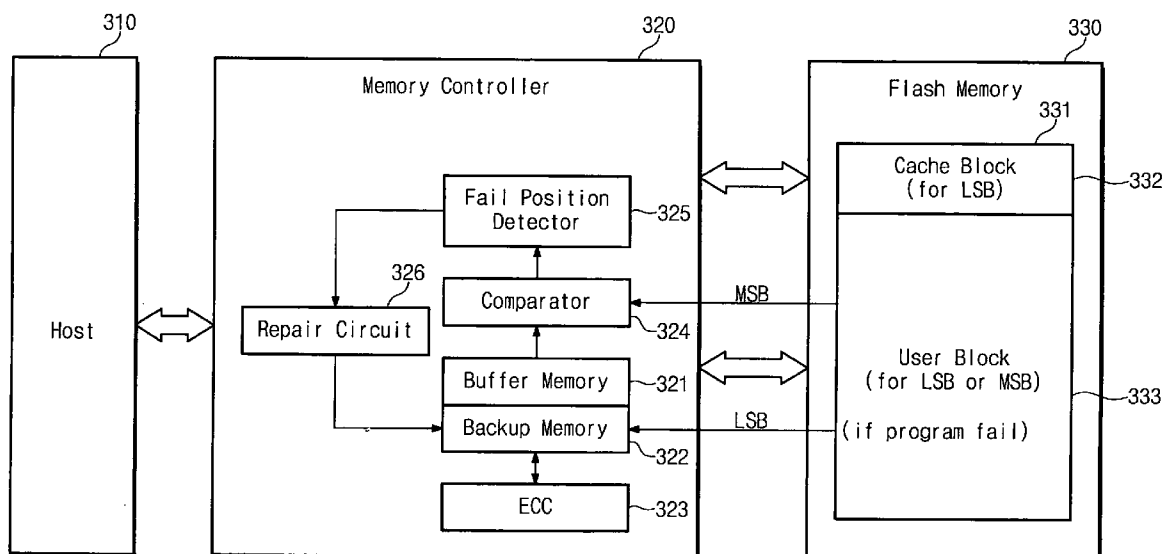 310
320
330
Host
Memory Controller
Flash Memory
331
Cache Block
(for LSB)
332
Fail Position
Detector
325
326
Repair Circuit
Comparator
324
MSB
Buffer Memory
321
Backup Memory
322
LSB
ECC
323
User Block
(for LSB or MSB)
333
(if program fail)